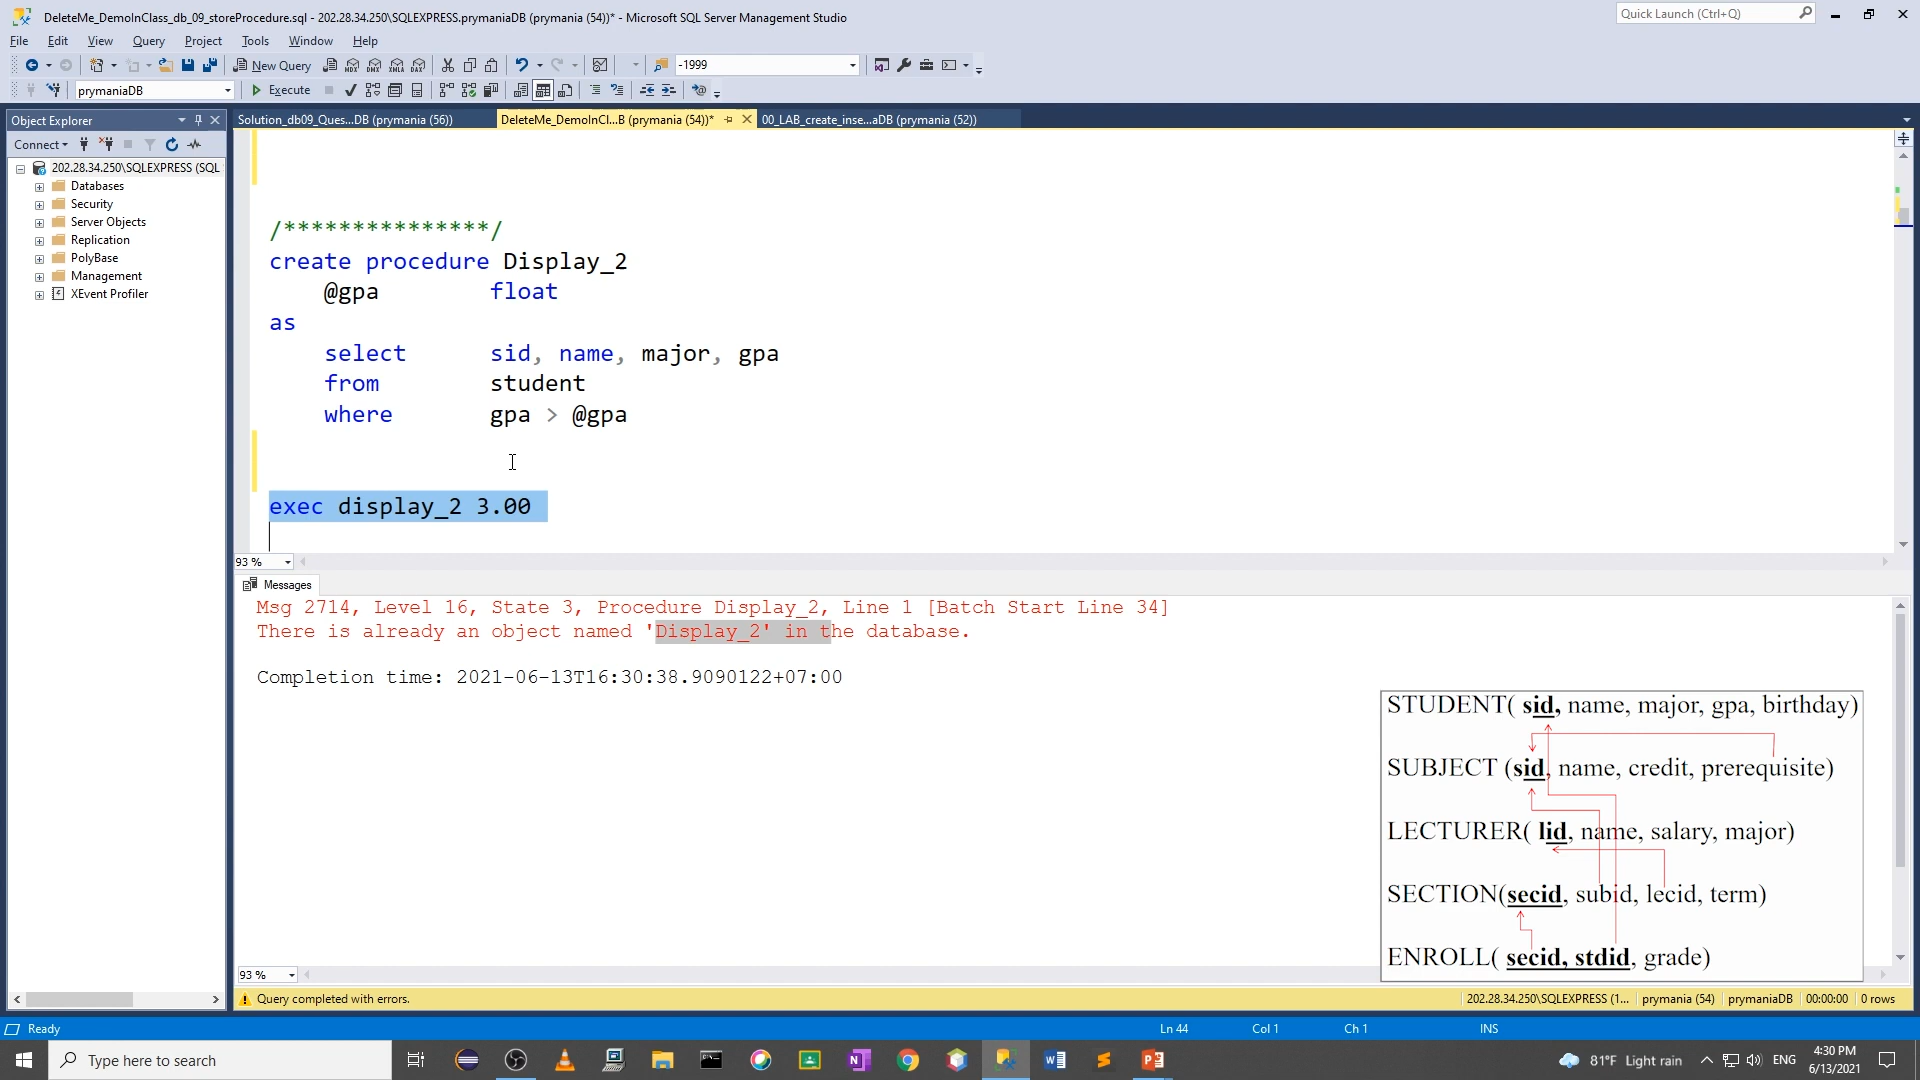 DeleteMe_DemoInClass_db_09_storeProcedure.sql - 202.28.34.250\SQLEXPRESS.prymaniaDB (prymania (54))* - Microsoft SQL Server Management Studio
Quick Launch (Ctrl+Q)
File Edit View Query Project Tools Window Help
New Query
-1999
prymaniaDB
Execute
Object Explorer
Solution_db09_Ques...DB (prymania (56))
DeleteMe_DemoInCl...B (prymania (54))*
00_LAB_create_inse...aDB (prymania (52))
Connect
202.28.34.250\SQLEXPRESS (SQL
Databases
Security
Server Objects
Replication
PolyBase
Management
XEvent Profiler
/***************/
create procedure Display_2
@gpa float
as
select sid, name, major, gpa
from student
where gpa > @gpa
exec display_2 3.00
93 %
Messages
Msg 2714, Level 16, State 3, Procedure Display_2, Line 1 [Batch Start Line 34]
There is already an object named 'Display_2' in the database.
Completion time: 2021-06-13T16:30:38.9090122+07:00
STUDENT( sid, name, major, gpa, birthday)
SUBJECT (sid, name, credit, prerequisite)
LECTURER( lid, name, salary, major)
SECTION(secid, subid, lecid, term)
ENROLL( secid, stdid, grade)
93 %
Query completed with errors.
202.28.34.250\SQLEXPRESS (1... prymania (54) prymaniaDB 00:00:00 0 rows
Ready
Ln 44 Col 1 Ch 1 INS
Type here to search
81°F Light rain
ENG
4:30 PM
6/13/2021